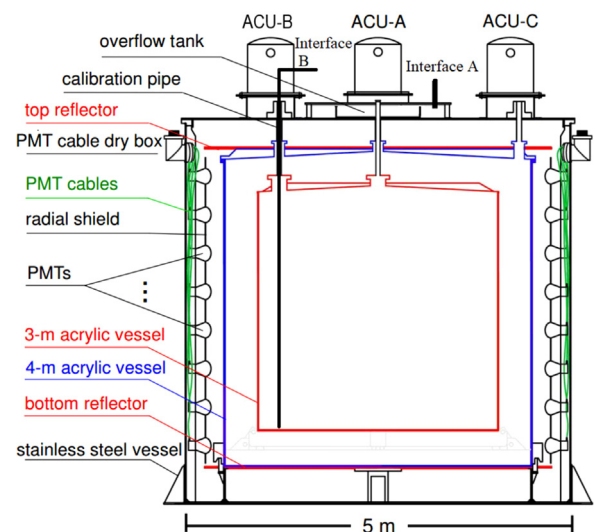 ACU-B
ACU-A
ACU-C
overflow tank
Interface
B
Interface A
calibration pipe
top reflector
PMT cable dry box
PMT cables
radial shield
PMTs
3-m acrylic vessel
4-m acrylic vessel
bottom reflector
stainless steel vessel
5 m